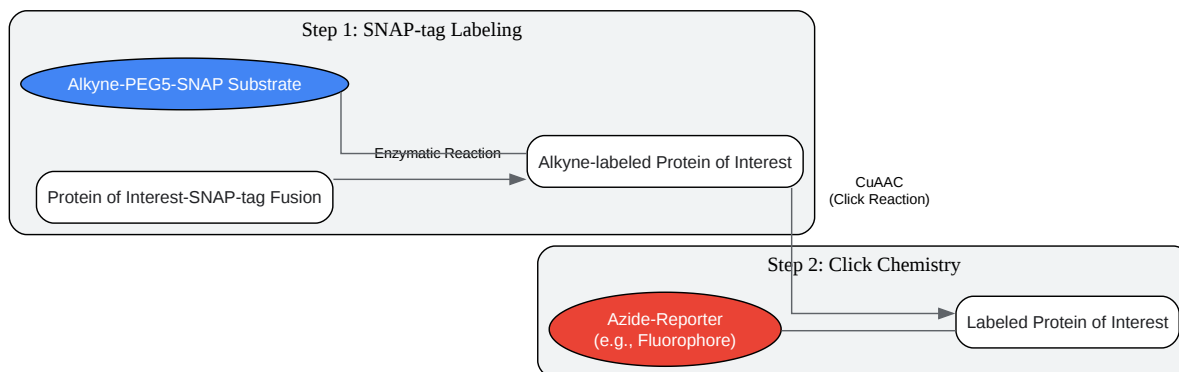 Step 1: SNAP-tag Labeling
Alkyne-PEG5-SNAP Substrate
Enzymatic Reaction
Alkyne-labeled Protein of Interest
Protein of Interest-SNAP-tag Fusion
CuAAC
(Click Reaction)
Step 2: Click Chemistry
Azide-Reporter
(e.g., Fluorophore)
Labeled Protein of Interest